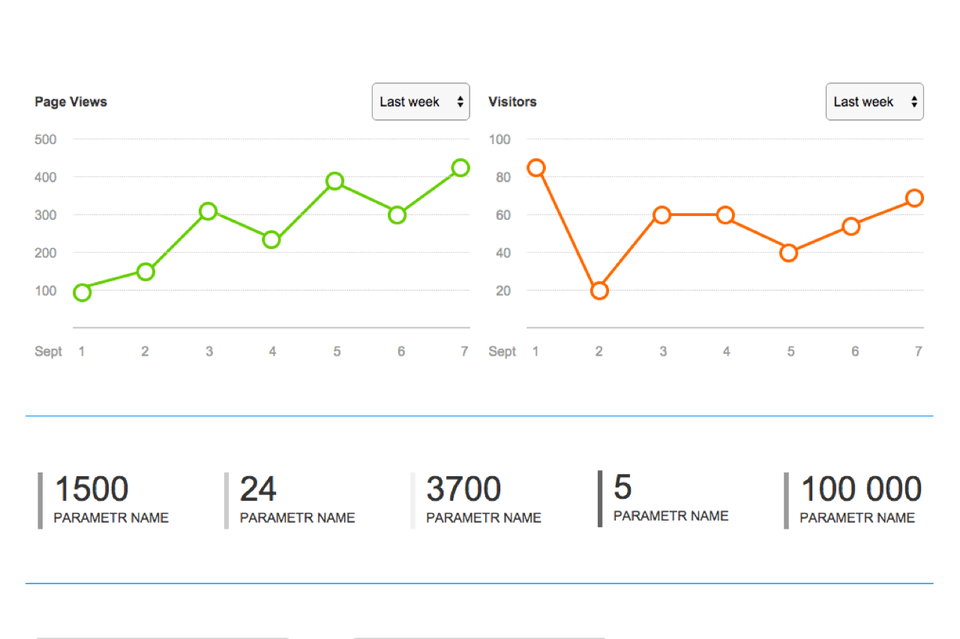 Page Views
Last week
500
400
300
200
100
Sept 1 2 3 4 5 6 7
Visitors
Last week
100
80
60
40
20
Sept 1 2 3 4 5 6 7
1500
PARAMETR NAME
24
PARAMETR NAME
3700
PARAMETR NAME
5
PARAMETR NAME
100 000
PARAMETR NAME